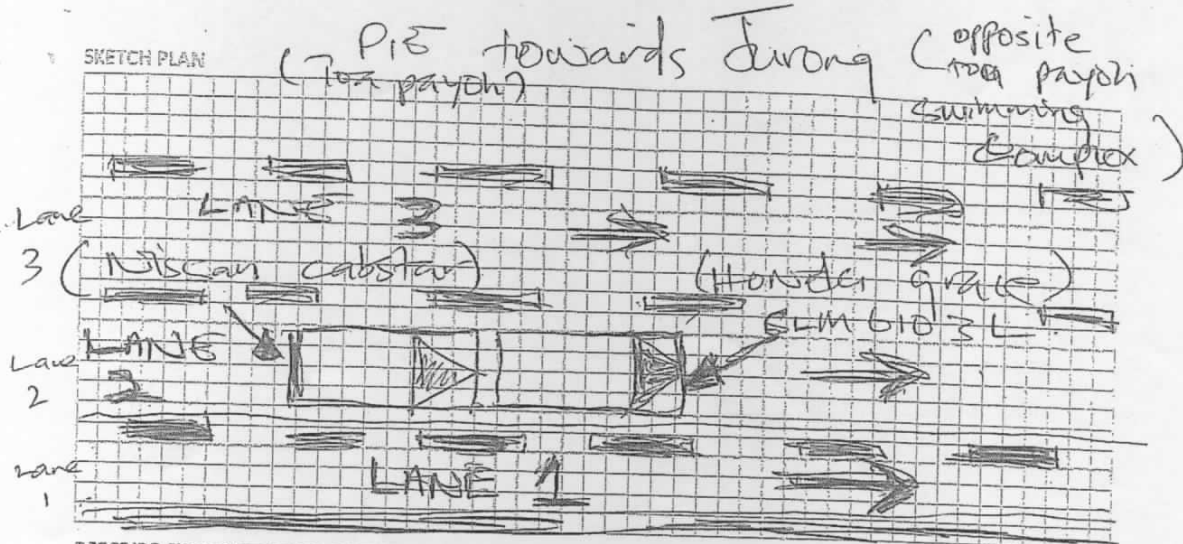 SKETCH PLAN
PIE towards Jurong (opposite
(Toa payoh) toa payoh
swimming
Complex)
Lane LANE 3
3 (Nissan cabstar) (Honda grace)
SLM 6103L
Lane LANE
2 2
Lane LANE 1
1